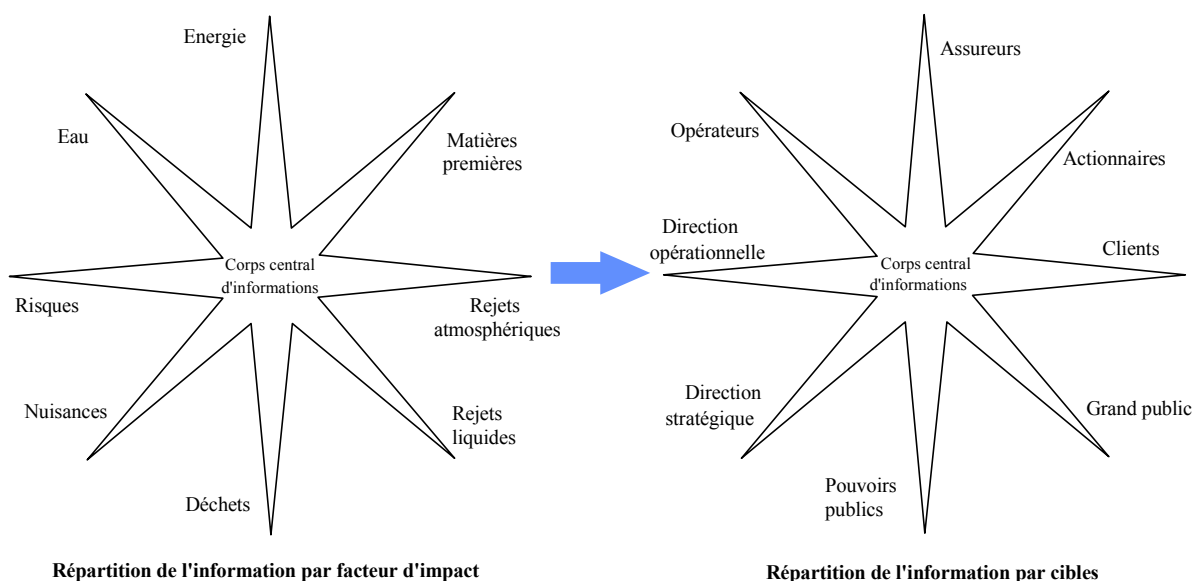 Energie
Eau
Matières
premières
Corps central
d'informations
Risques
Rejets
atmosphériques
Nuisances
Rejets
liquides
Déchets
Répartition de l'information par facteur d'impact
Assureurs
Opérateurs
Actionnaires
Direction
opérationnelle
Clients
Corps central
d'informations
Direction
stratégique
Grand public
Pouvoirs
publics
Répartition de l'information par cibles